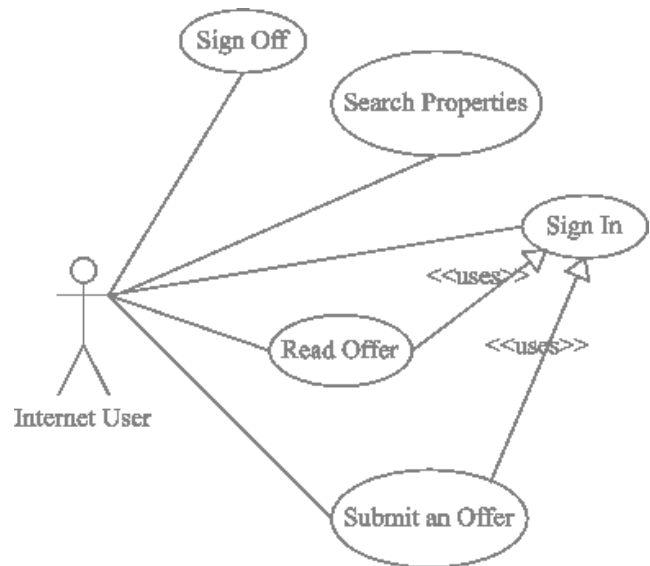 Sign Off
Search Properties
Sign In
<<uses>>
Read Offer
<<uses>>
Internet User
Submit an Offer